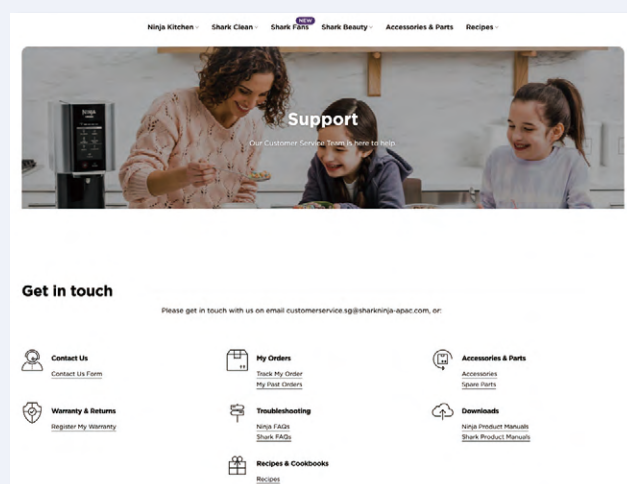 NEW
Ninja Kitchen Shark Clean Shark Fans Shark Beauty Accessories & Parts Recipes
NINJA
Support
Our Customer Service Team is here to help.
Get in touch
Please get in touch with us on email customerservice.sg@sharkninja-apac.com, or:
Contact Us
Contact Us Form
My Orders
Track My Order
My Past Orders
Accessories & Parts
Accessories
Spare Parts
Warranty & Returns
Register My Warranty
Troubleshooting
Ninja FAQs
Shark FAQs
Downloads
Ninja Product Manuals
Shark Product Manuals
Recipes & Cookbooks
Recipes